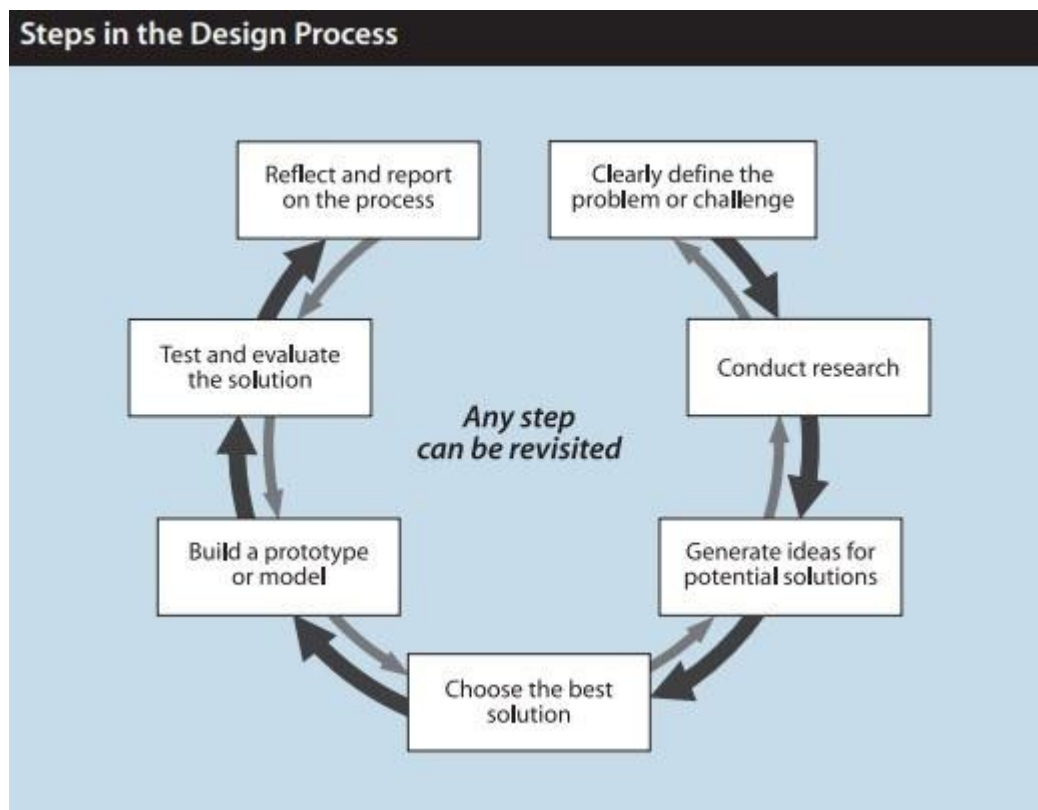 Steps in the Design Process
Reflect and report
on the process
Clearly define the
problem or challenge
Test and evaluate
the solution
Conduct research
Any step
can be revisited
Build a prototype
or model
Generate ideas for
potential solutions
Choose the best
solution